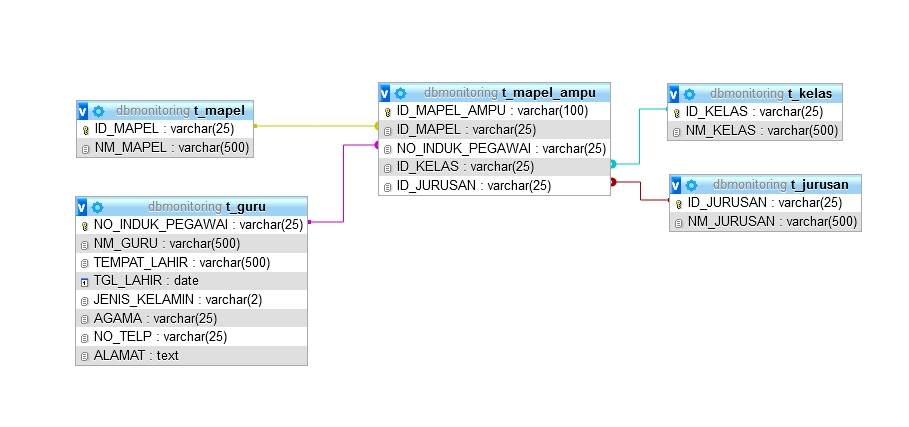 dbmonitoring t_mapel
ID_MAPEL : varchar(25)
NM_MAPEL : varchar(500)
dbmonitoring t_guru
NO_INDUK_PEGAWAI : varchar(25)
NM_GURU : varchar(500)
TEMPAT_LAHIR : varchar(500)
TGL_LAHIR : date
JENIS_KELAMIN : varchar(2)
AGAMA : varchar(25)
NO_TELP : varchar(25)
ALAMAT : text
dbmonitoring t_mapel_ampu
ID_MAPEL_AMPU : varchar(100)
ID_MAPEL : varchar(25)
NO_INDUK_PEGAWAI : varchar(25)
ID_KELAS : varchar(25)
ID_JURUSAN : varchar(25)
dbmonitoring t_kelas
ID_KELAS : varchar(25)
NM_KELAS : varchar(500)
dbmonitoring t_jurusan
ID_JURUSAN : varchar(25)
NM_JURUSAN : varchar(500)